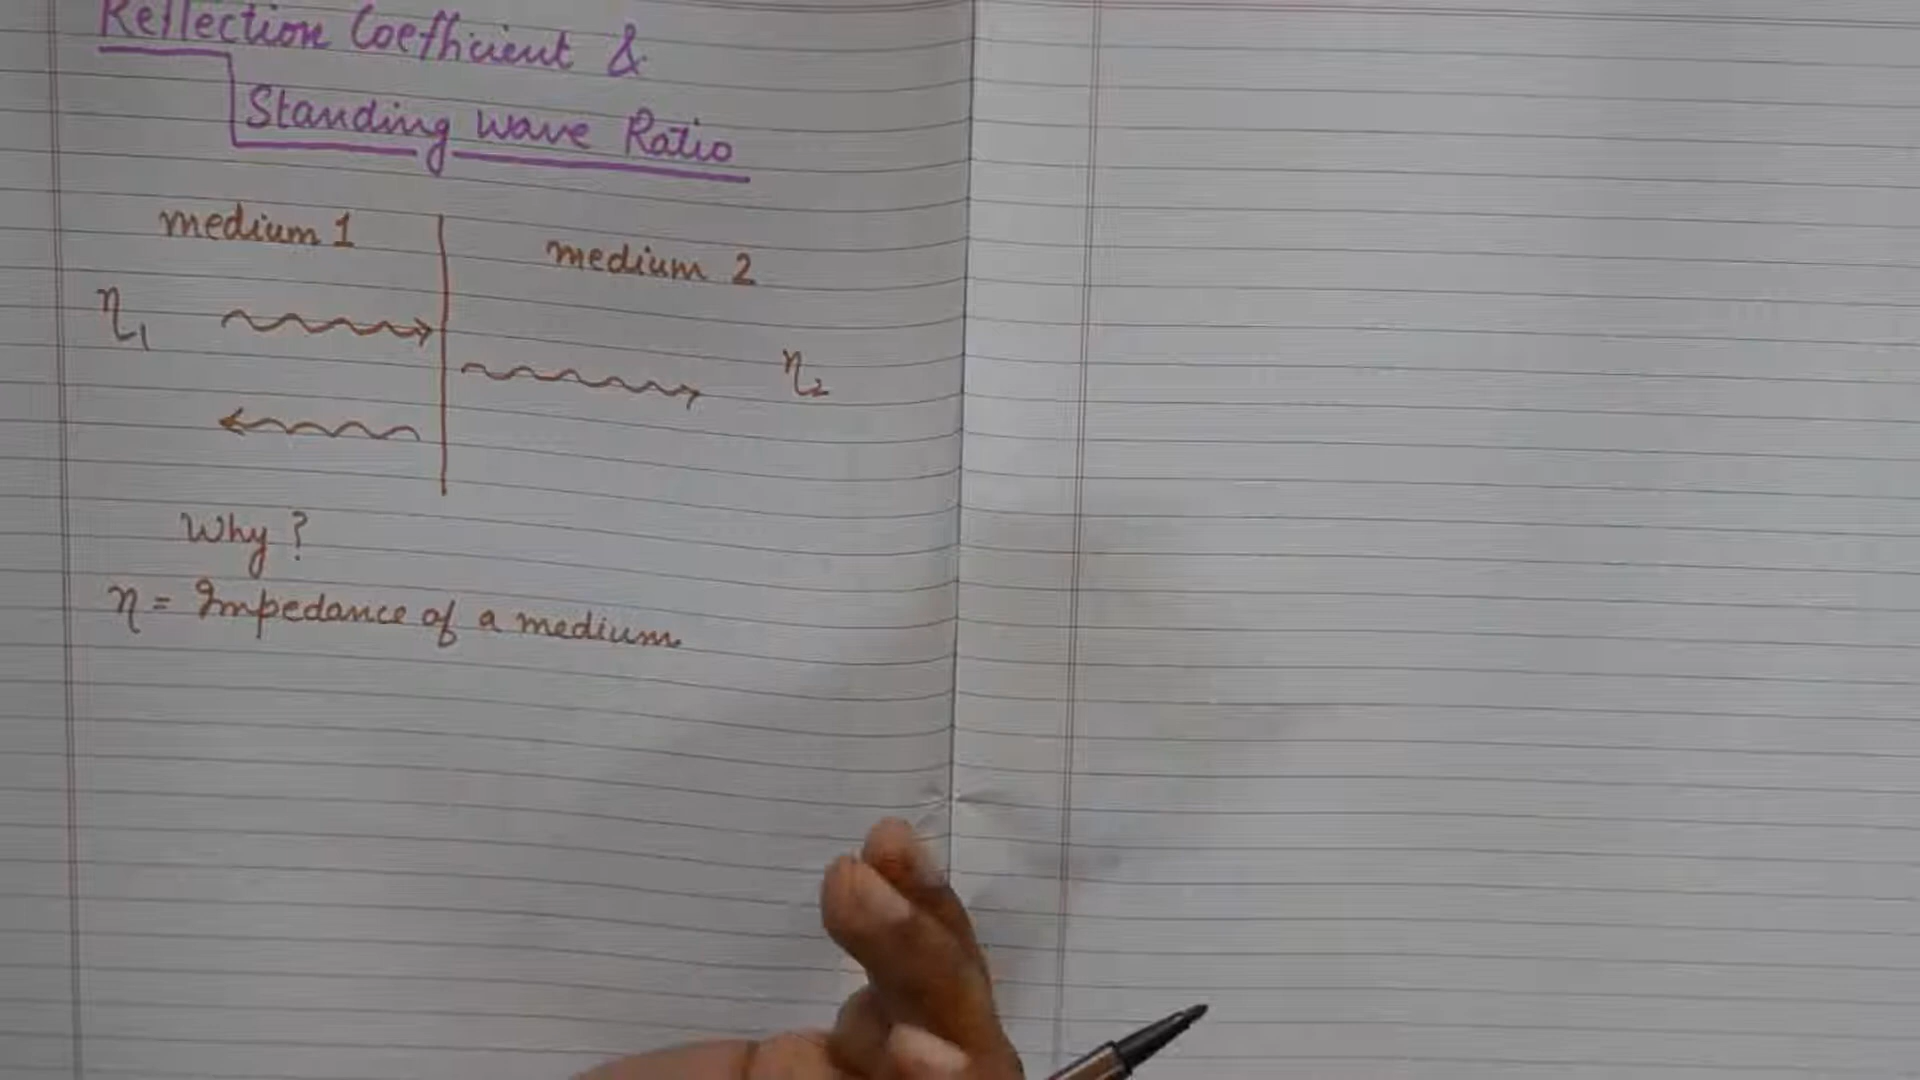 Reflection Coefficient &
Standing Wave Ratio
medium 1
medium 2
η1
η2
Why?
η = Impedance of a medium